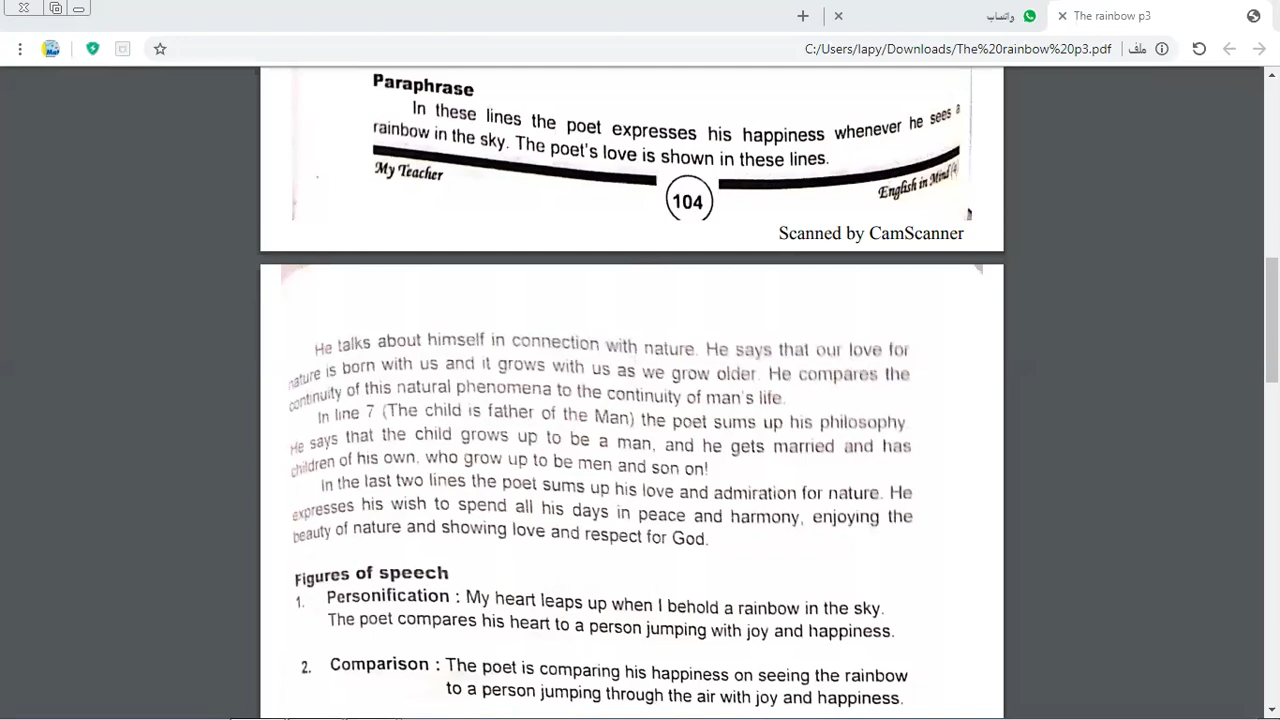 واتساب
The rainbow p3
C:/Users/lapy/Downloads/The%20rainbow%20p3.pdf
ملف
Paraphrase
In these lines the poet expresses his happiness whenever he sees a
rainbow in the sky. The poet's love is shown in these lines.
My Teacher
104
English in Mind (4)
Scanned by CamScanner
He talks about himself in connection with nature. He says that our love for
nature is born with us and it grows with us as we grow older. He compares the
continuity of this natural phenomena to the continuity of man's life.
In line 7 (The child is father of the Man) the poet sums up his philosophy
He says that the child grows up to be a man, and he gets married and has
children of his own, who grow up to be men and son on!
In the last two lines the poet sums up his love and admiration for nature. He
expresses his wish to spend all his days in peace and harmony, enjoying the
beauty of nature and showing love and respect for God.
Figures of speech
1. Personification : My heart leaps up when I behold a rainbow in the sky.
The poet compares his heart to a person jumping with joy and happiness.
2. Comparison : The poet is comparing his happiness on seeing the rainbow
to a person jumping through the air with joy and happiness.